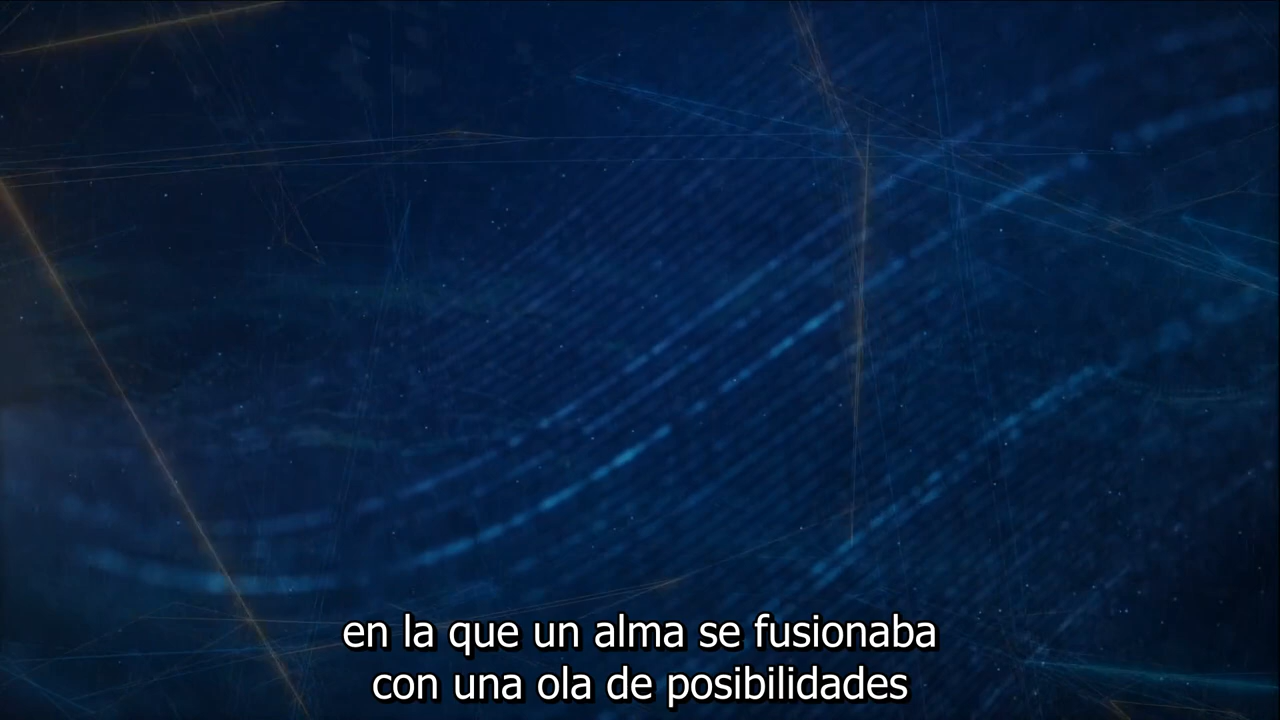 en la que un alma se fusionaba
con una ola de posibilidades